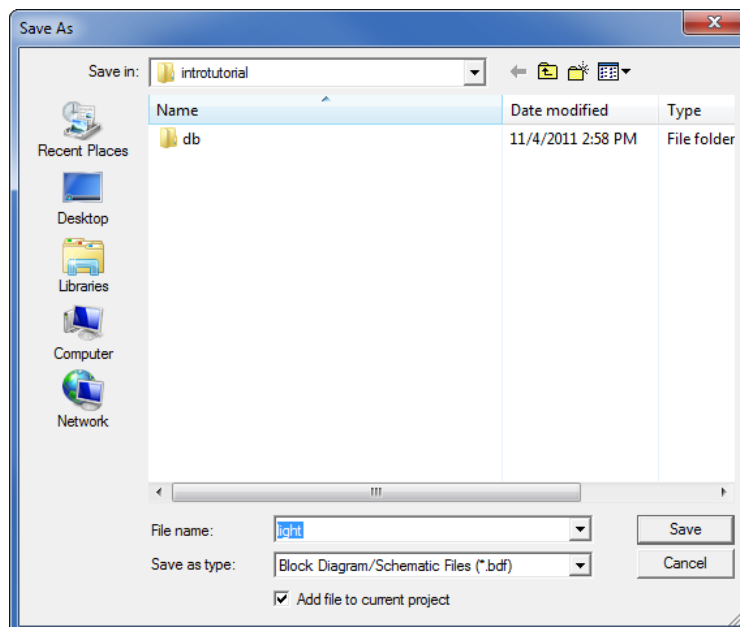 Save As
Save in: introtutorial
Name Date modified Type
db 11/4/2011 2:58 PM File folder
Recent Places
Desktop
Libraries
Computer
Network
File name: light Save
Save as type: Block Diagram/Schematic Files (*.bdf) Cancel
Add file to current project